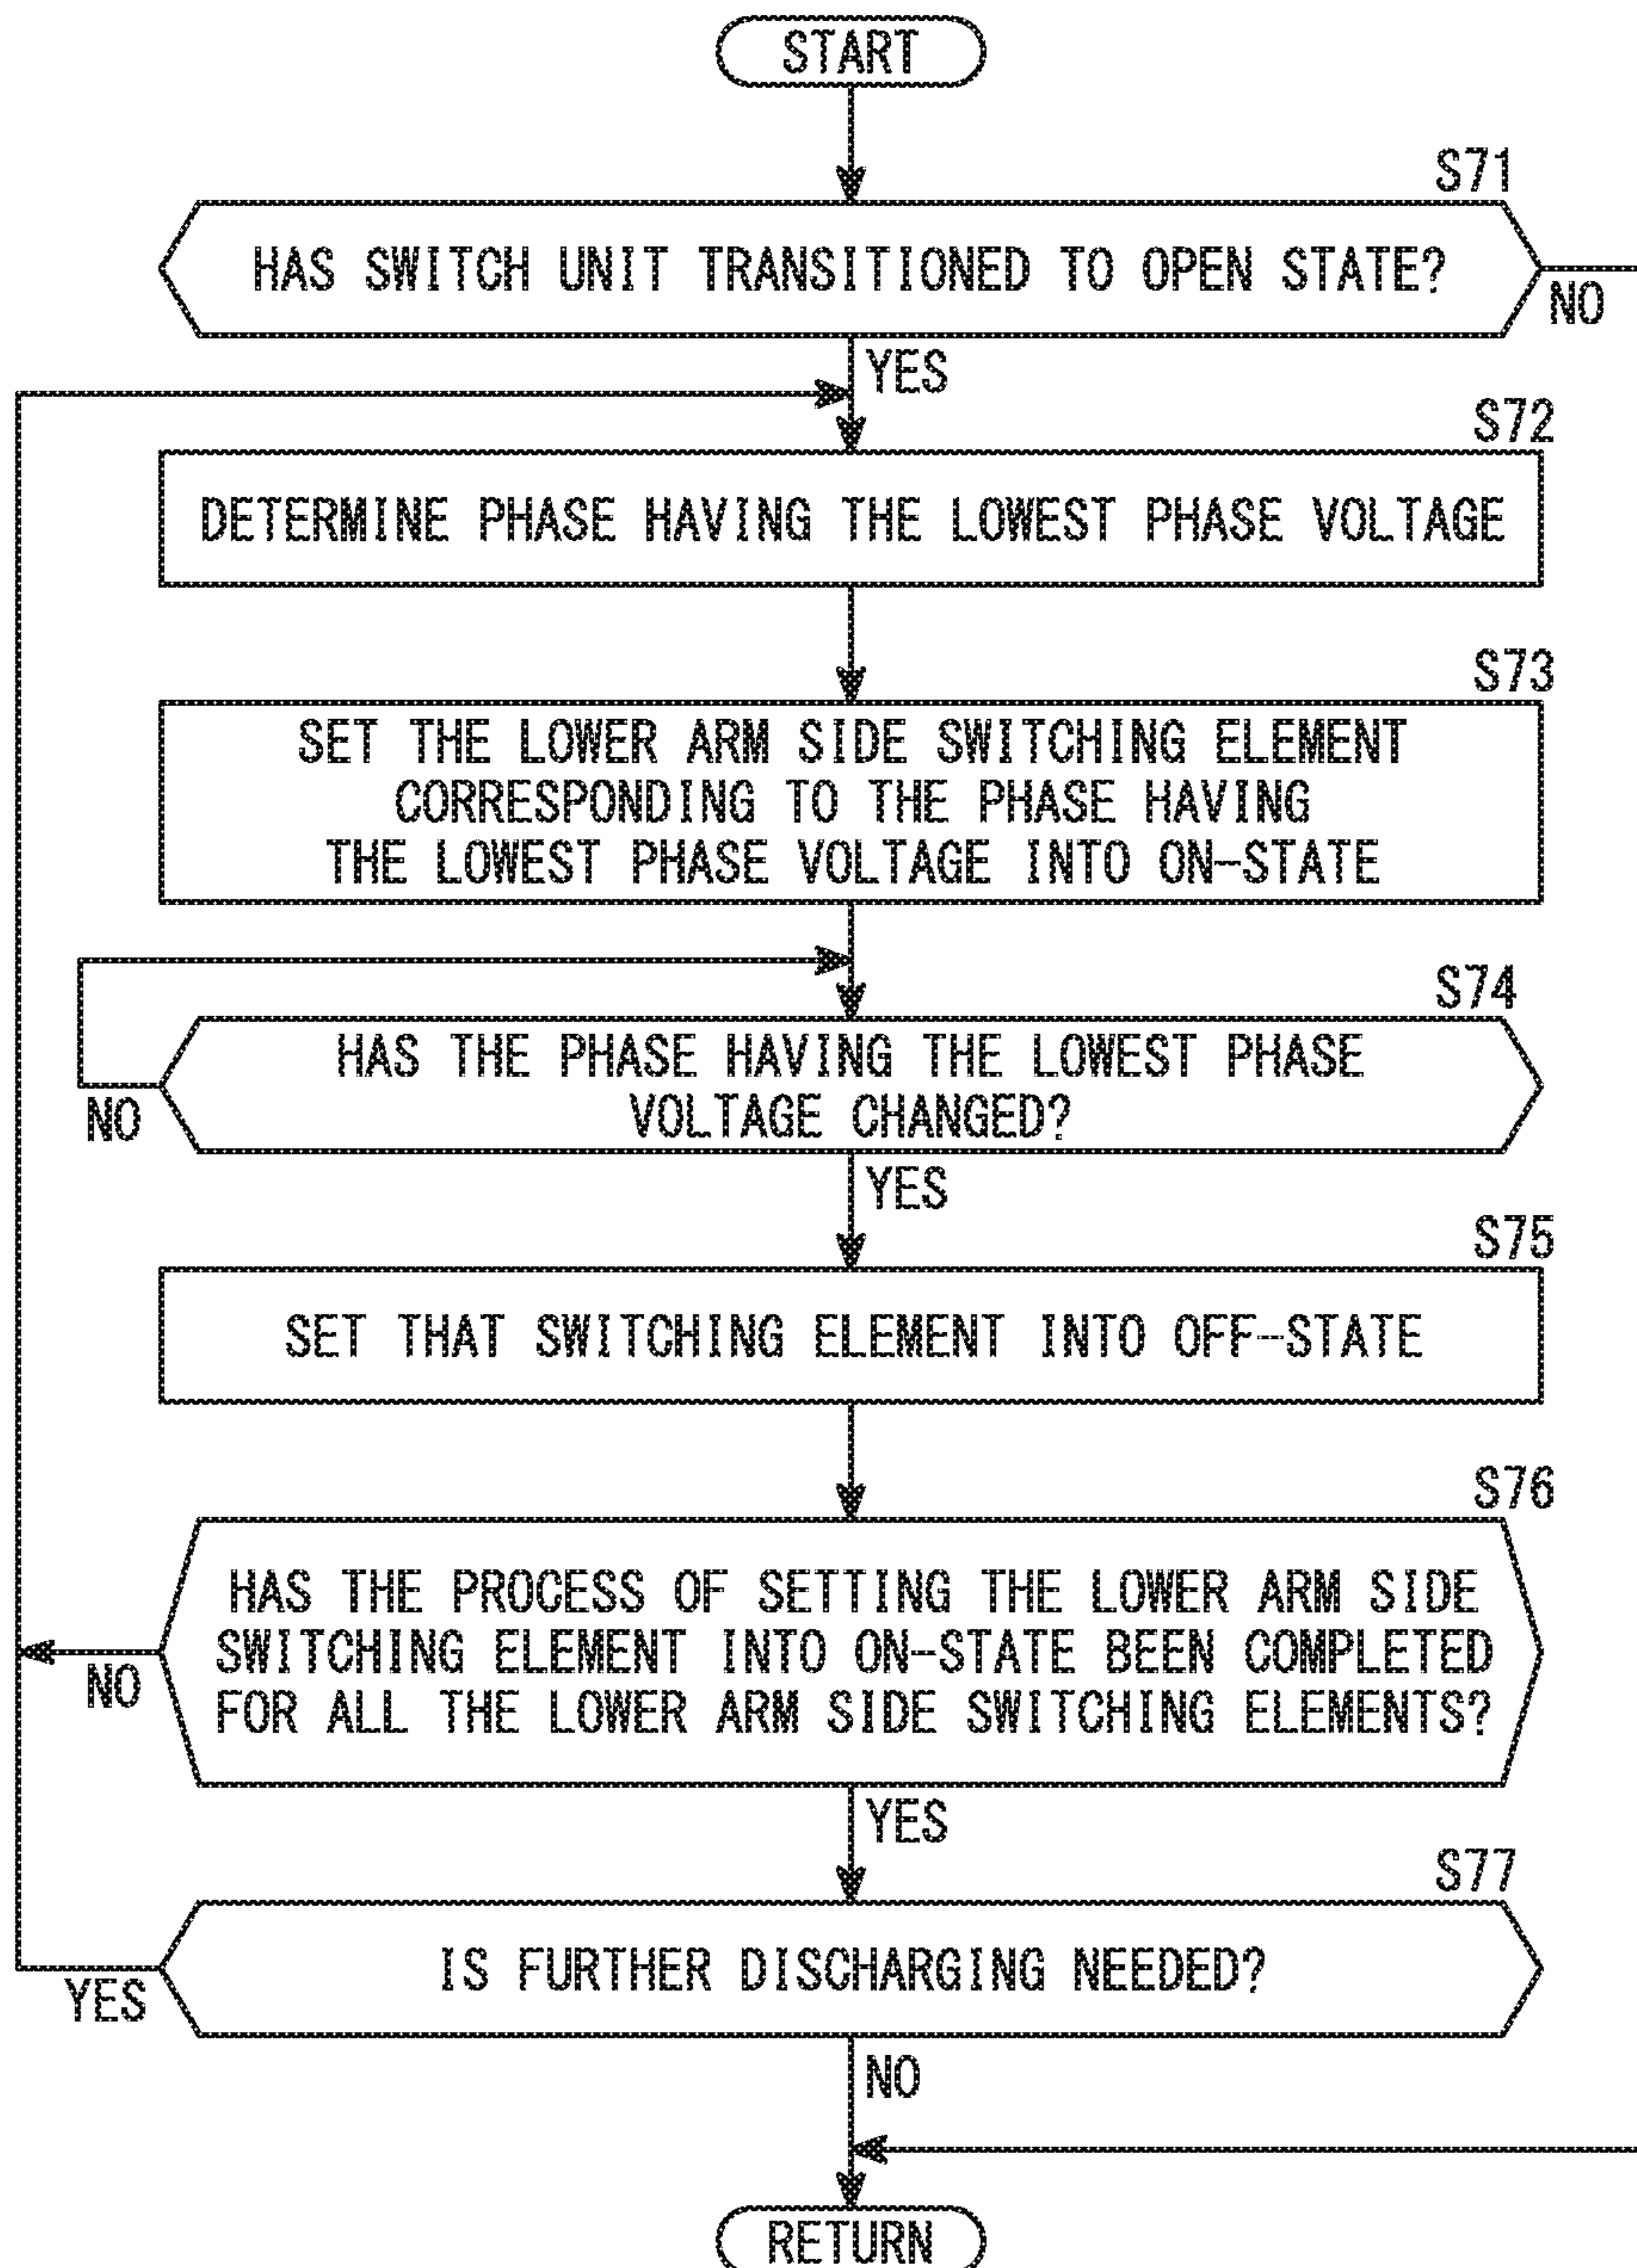 START
S71
HAS SWITCH UNIT TRANSITIONED TO OPEN STATE?
NO
YES
S72
DETERMINE PHASE HAVING THE LOWEST PHASE VOLTAGE
S73
SET THE LOWER ARM SIDE SWITCHING ELEMENT
CORRESPONDING TO THE PHASE HAVING
THE LOWEST PHASE VOLTAGE INTO ON-STATE
S74
HAS THE PHASE HAVING THE LOWEST PHASE
VOLTAGE CHANGED?
NO
YES
S75
SET THAT SWITCHING ELEMENT INTO OFF-STATE
S76
HAS THE PROCESS OF SETTING THE LOWER ARM SIDE
SWITCHING ELEMENT INTO ON-STATE BEEN COMPLETED
FOR ALL THE LOWER ARM SIDE SWITCHING ELEMENTS?
NO
YES
S77
IS FURTHER DISCHARGING NEEDED?
YES
NO
RETURN